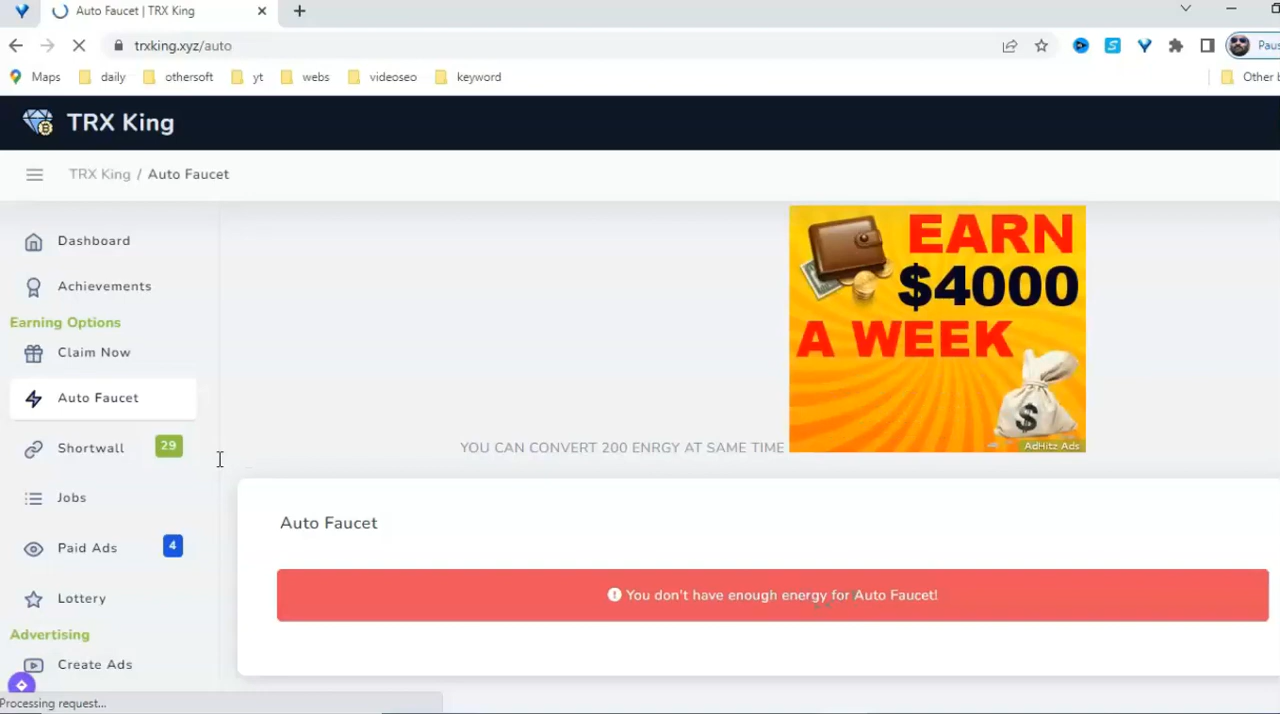 Auto Faucet | TRX King
trxking.xyz/auto
Paus
Maps
daily
othersoft
yt
webs
videoseo
keyword
Other b
TRX King
TRX King / Auto Faucet
Dashboard
Achievements
Earning Options
Claim Now
Auto Faucet
Shortwall 29
Jobs
Paid Ads 4
Lottery
Advertising
Create Ads
EARN
$4000
A WEEK
AdHitz Ads
YOU CAN CONVERT 200 ENRGY AT SAME TIME
Auto Faucet
You don't have enough energy for Auto Faucet!
Processing request...